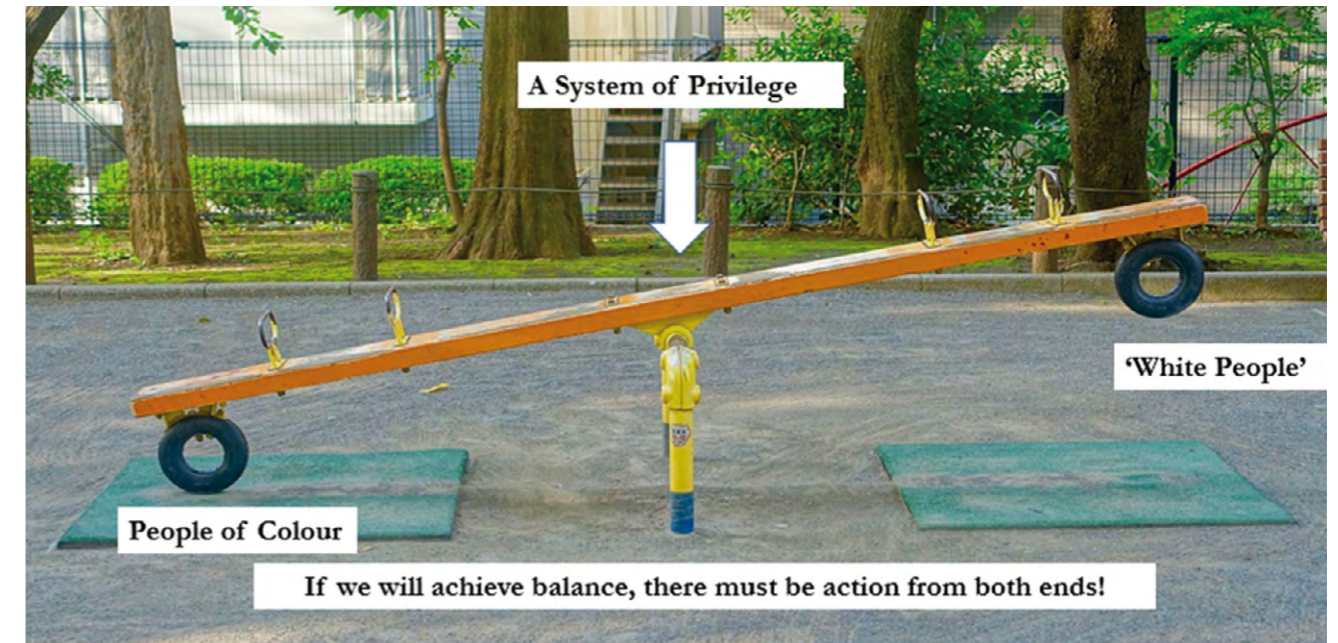 A System of Privilege
'White People'
People of Colour
If we will achieve balance, there must be action from both ends!